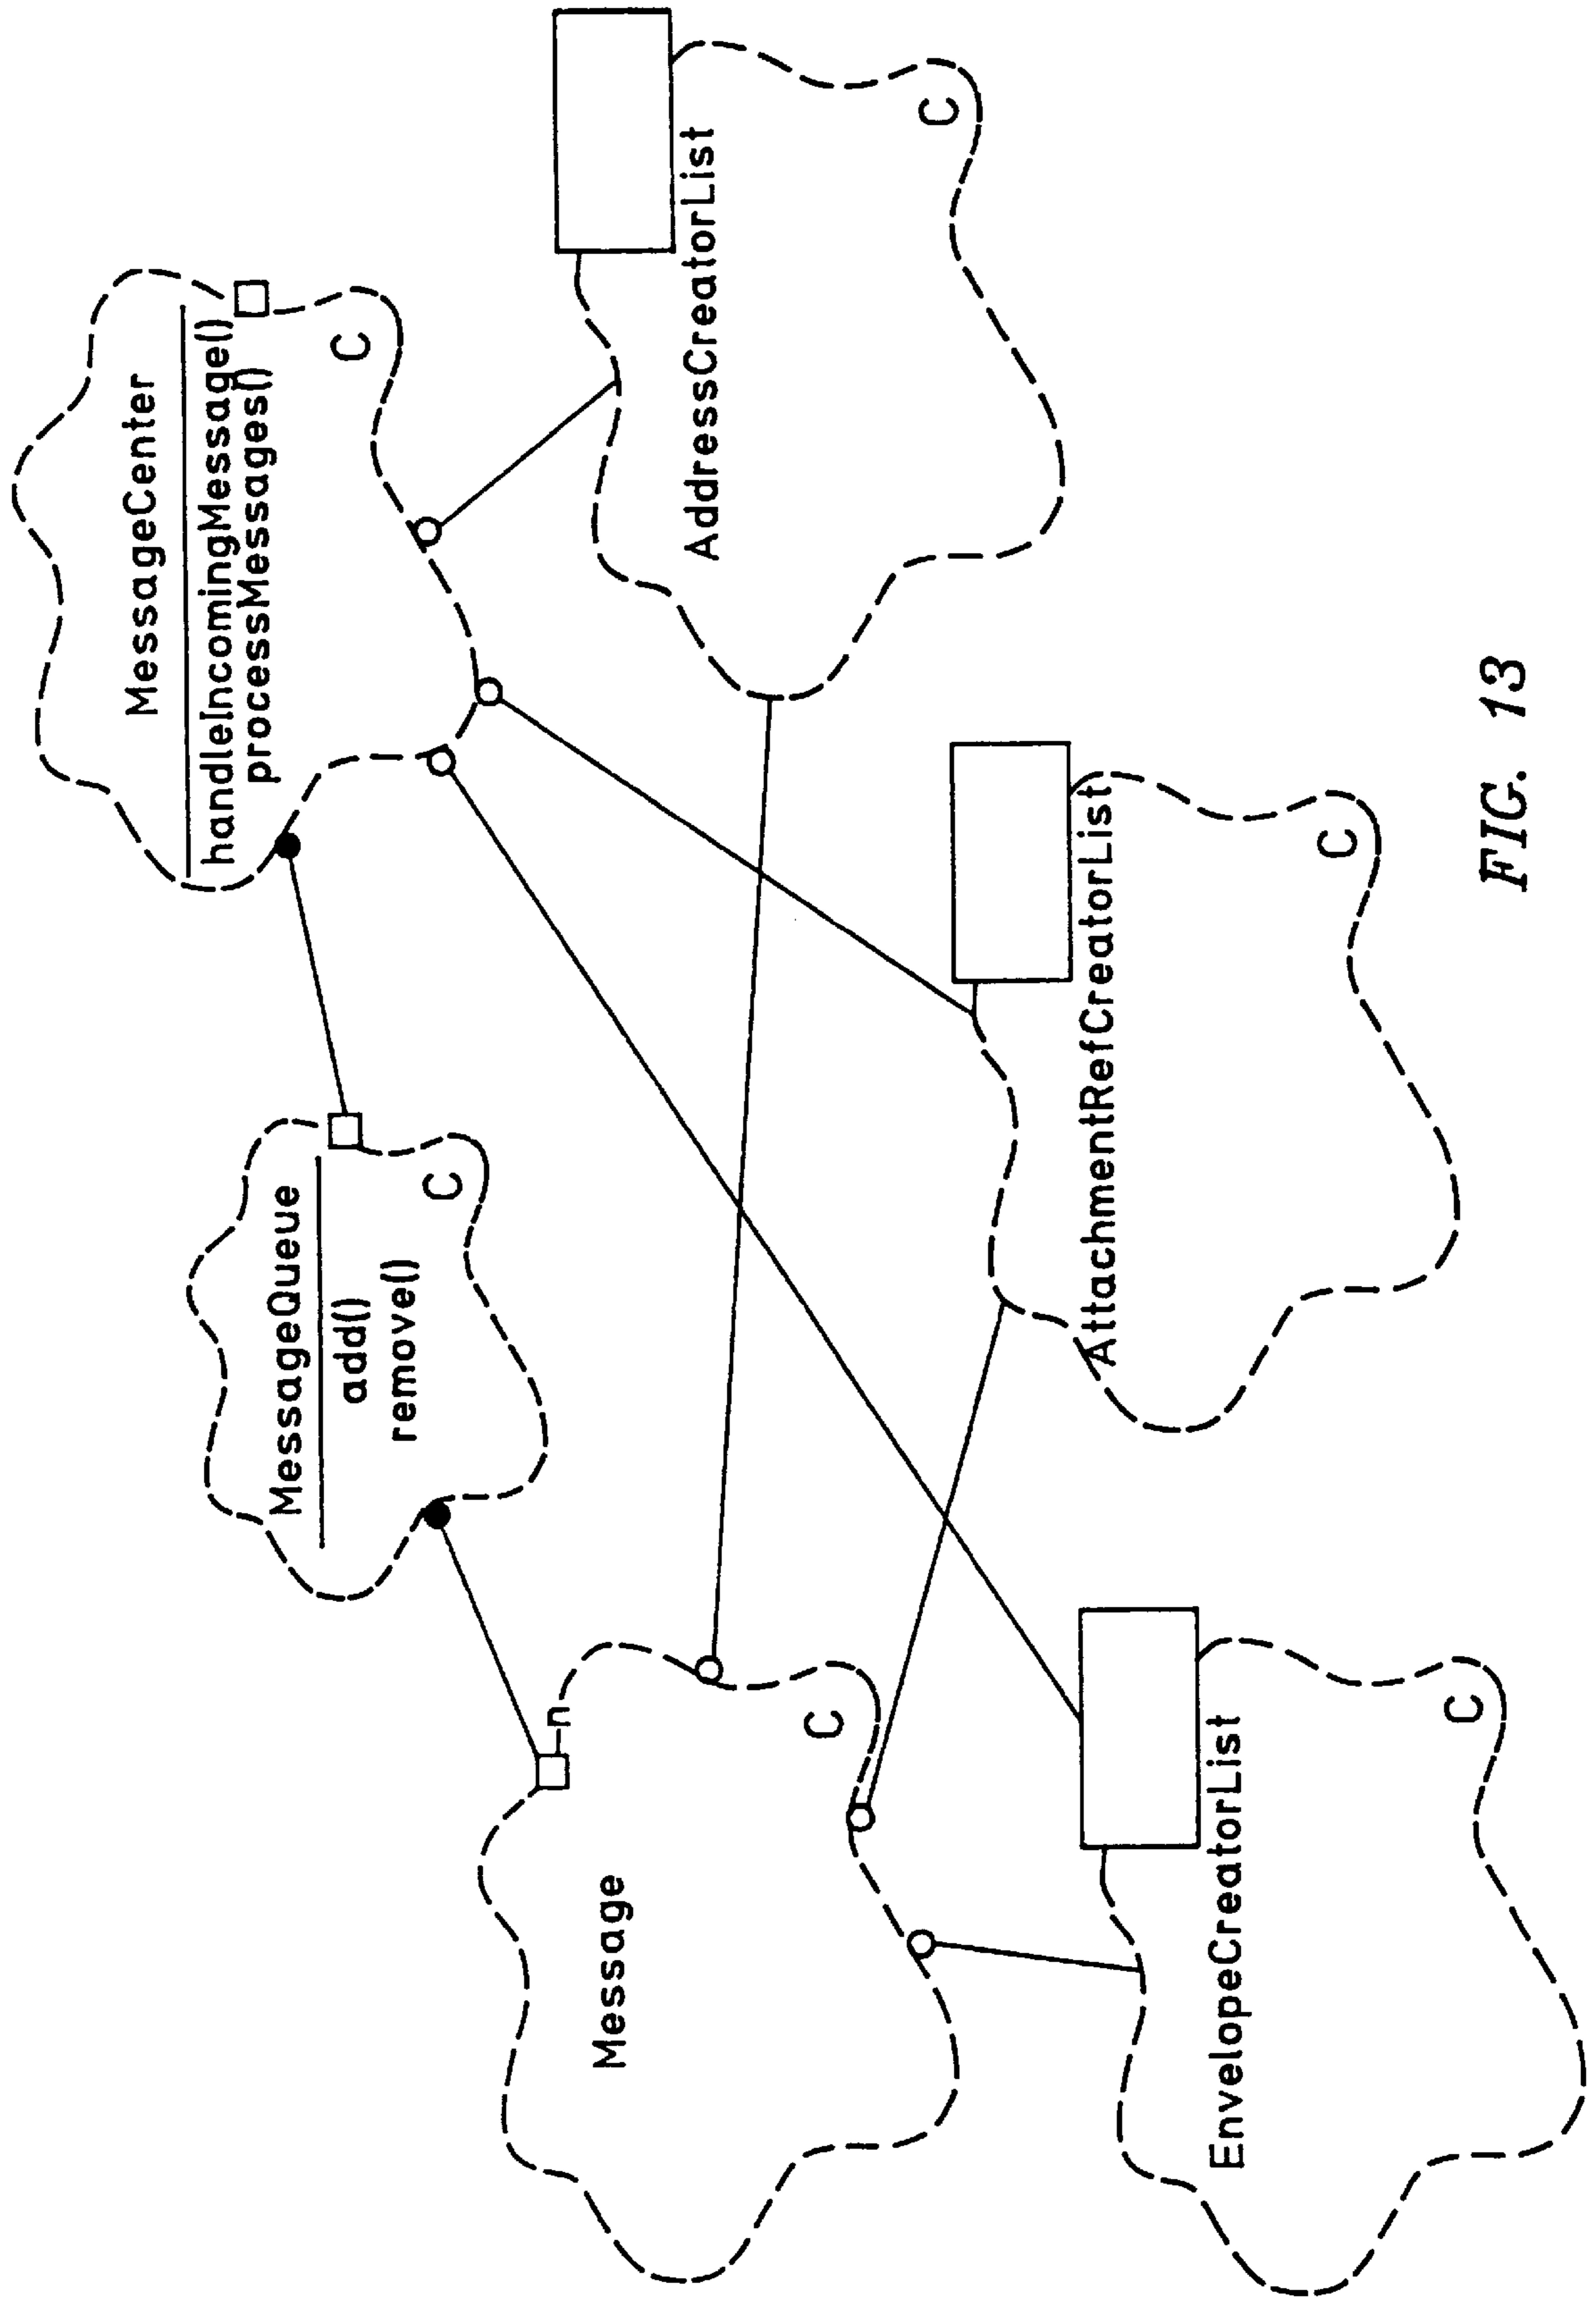 MessageCenter
handleIncomingMessage()
processMessages()
C
MessageQueue
add()
remove()
C
n
Message
C
AddressCreatorList
C
AttachmentRefCreatorList
C
EnvelopeCreatorList
C
FIG. 13